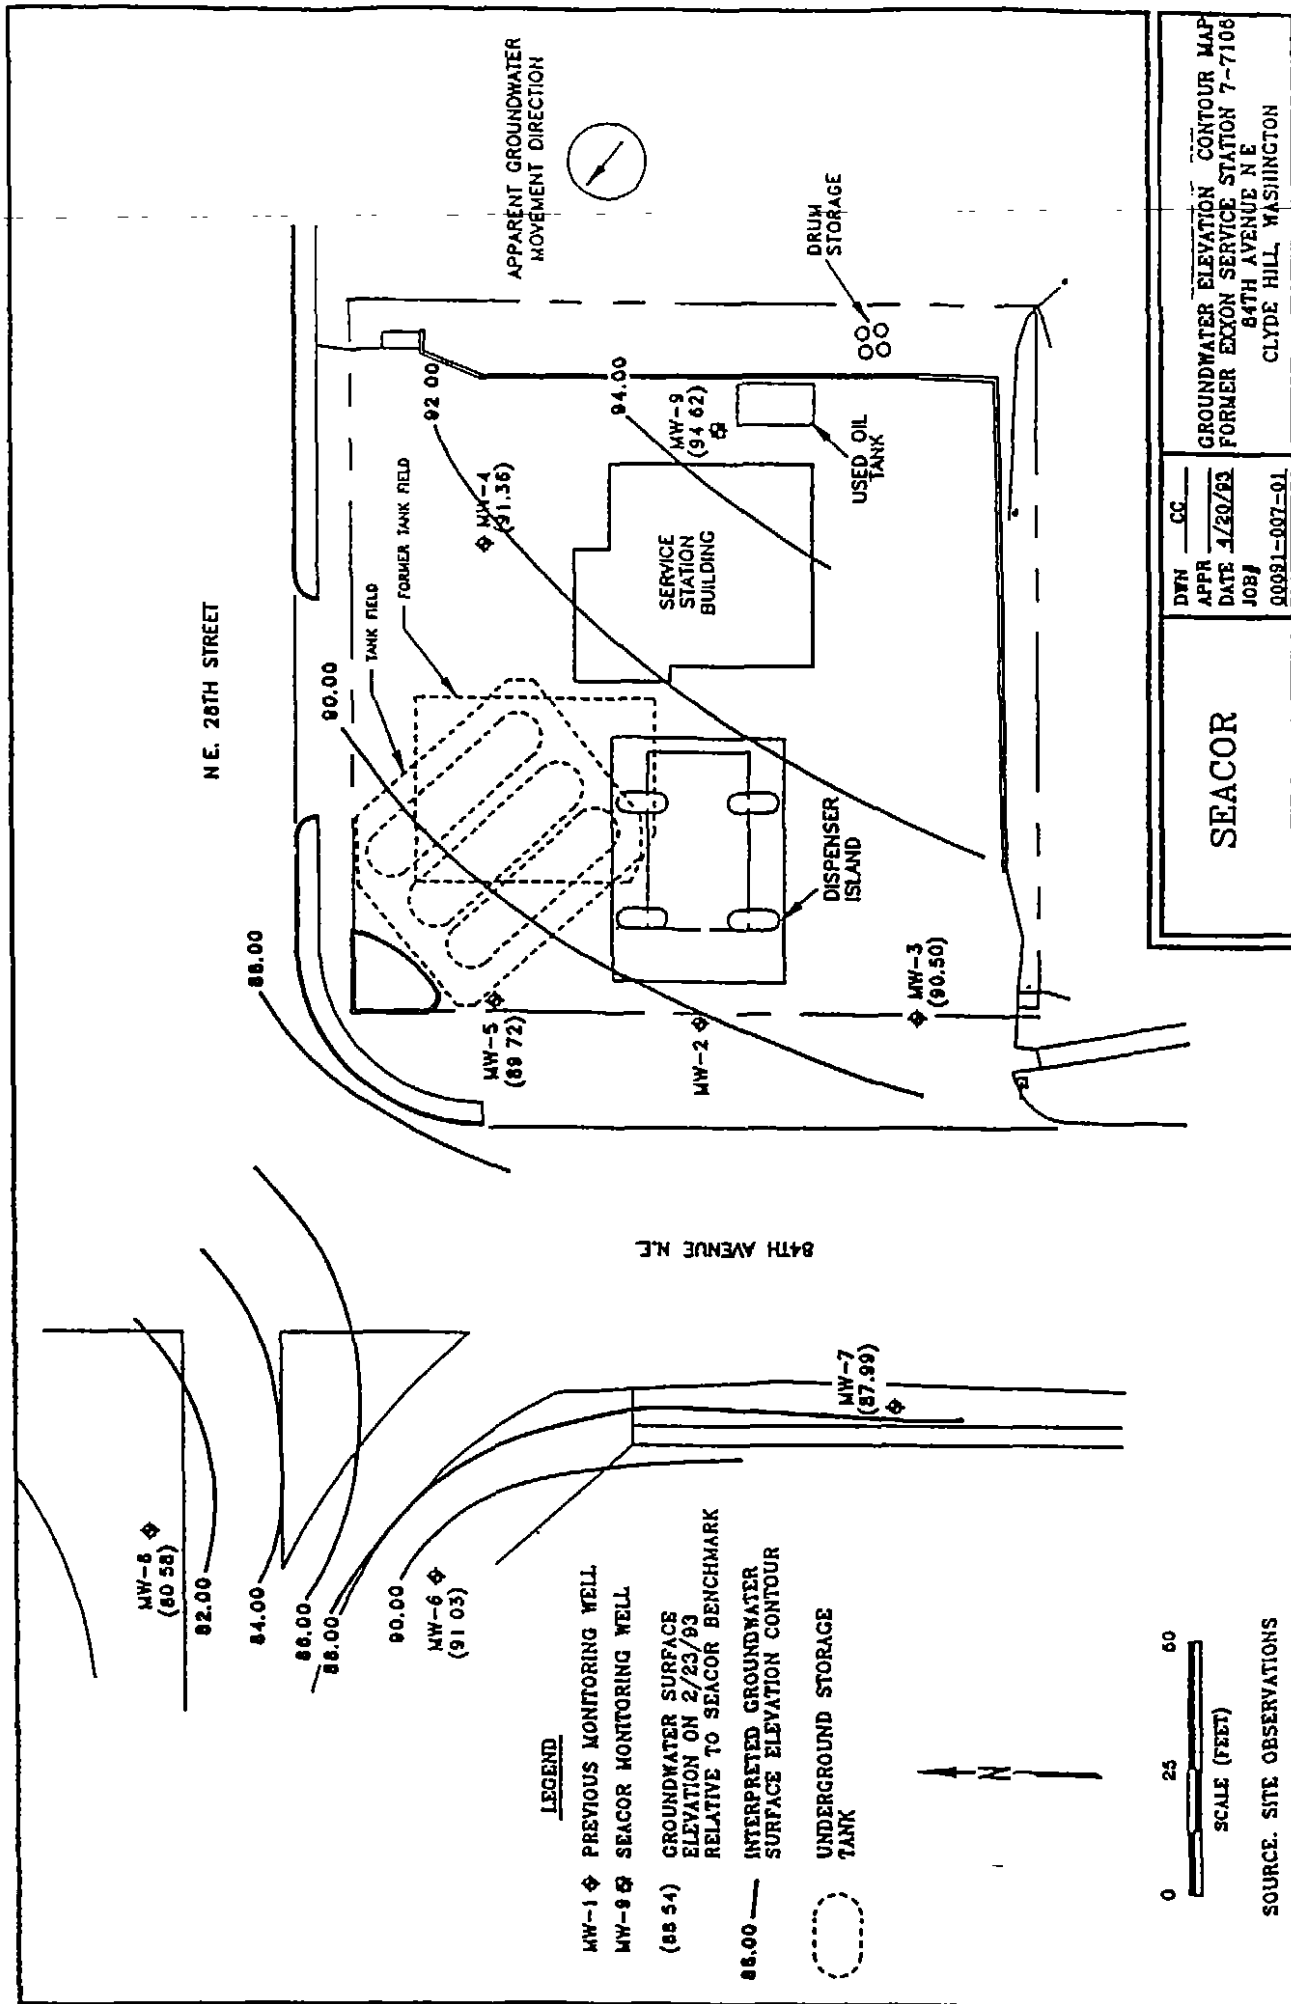 N E. 28TH STREET
APPARENT GROUNDWATER
MOVEMENT DIRECTION
MW-8
(80 58)
82.00
84.00
86.00
88.00
90.00
MW-6
(91 03)
88.00
90.00
TANK FIELD
FORMER TANK FIELD
92 00
MW-4
(91.36)
94.00
MW-9
(94 62)
DRUM
STORAGE
USED OIL
TANK
SERVICE
STATION
BUILDING
MW-5
(89 72)
MW-2
DISPENSER
ISLAND
MW-3
(90.50)
84TH AVENUE N.E.
MW-7
(87.99)
LEGEND
MW-1 PREVIOUS MONITORING WELL
MW-9 SEACOR MONITORING WELL
(88 54) GROUNDWATER SURFACE
ELEVATION ON 2/23/93
RELATIVE TO SEACOR BENCHMARK
88.00 INTERPRETED GROUNDWATER
SURFACE ELEVATION CONTOUR
UNDERGROUND STORAGE
TANK
N
0 25 50
SCALE (FEET)
SOURCE. SITE OBSERVATIONS
SEACOR
DWN CC
APPR
DATE 4/20/93
JOB#
00091-007-01
GROUNDWATER ELEVATION CONTOUR MAP
FORMER EXXON SERVICE STATION 7-7108
84TH AVENUE N E
CLYDE HILL, WASHINGTON